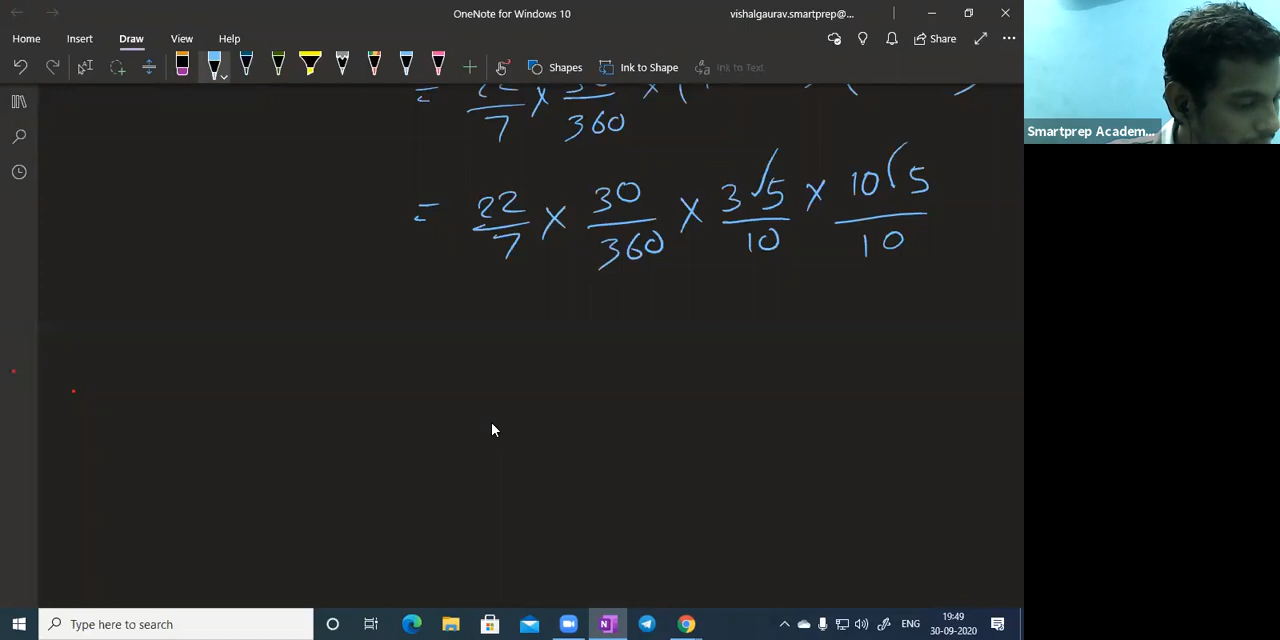 OneNote for Windows 10
vishalgaurav.smartprep@...
Home Insert Draw View Help
Share
Shapes Ink to Shape Ink to Text
Smartprep Academ...
= 22/7 × 30/360 × (
= 22/7 × 30/360 × 3√5/10 × 10√5/10
Type here to search
ENG
19:49
30-09-2020